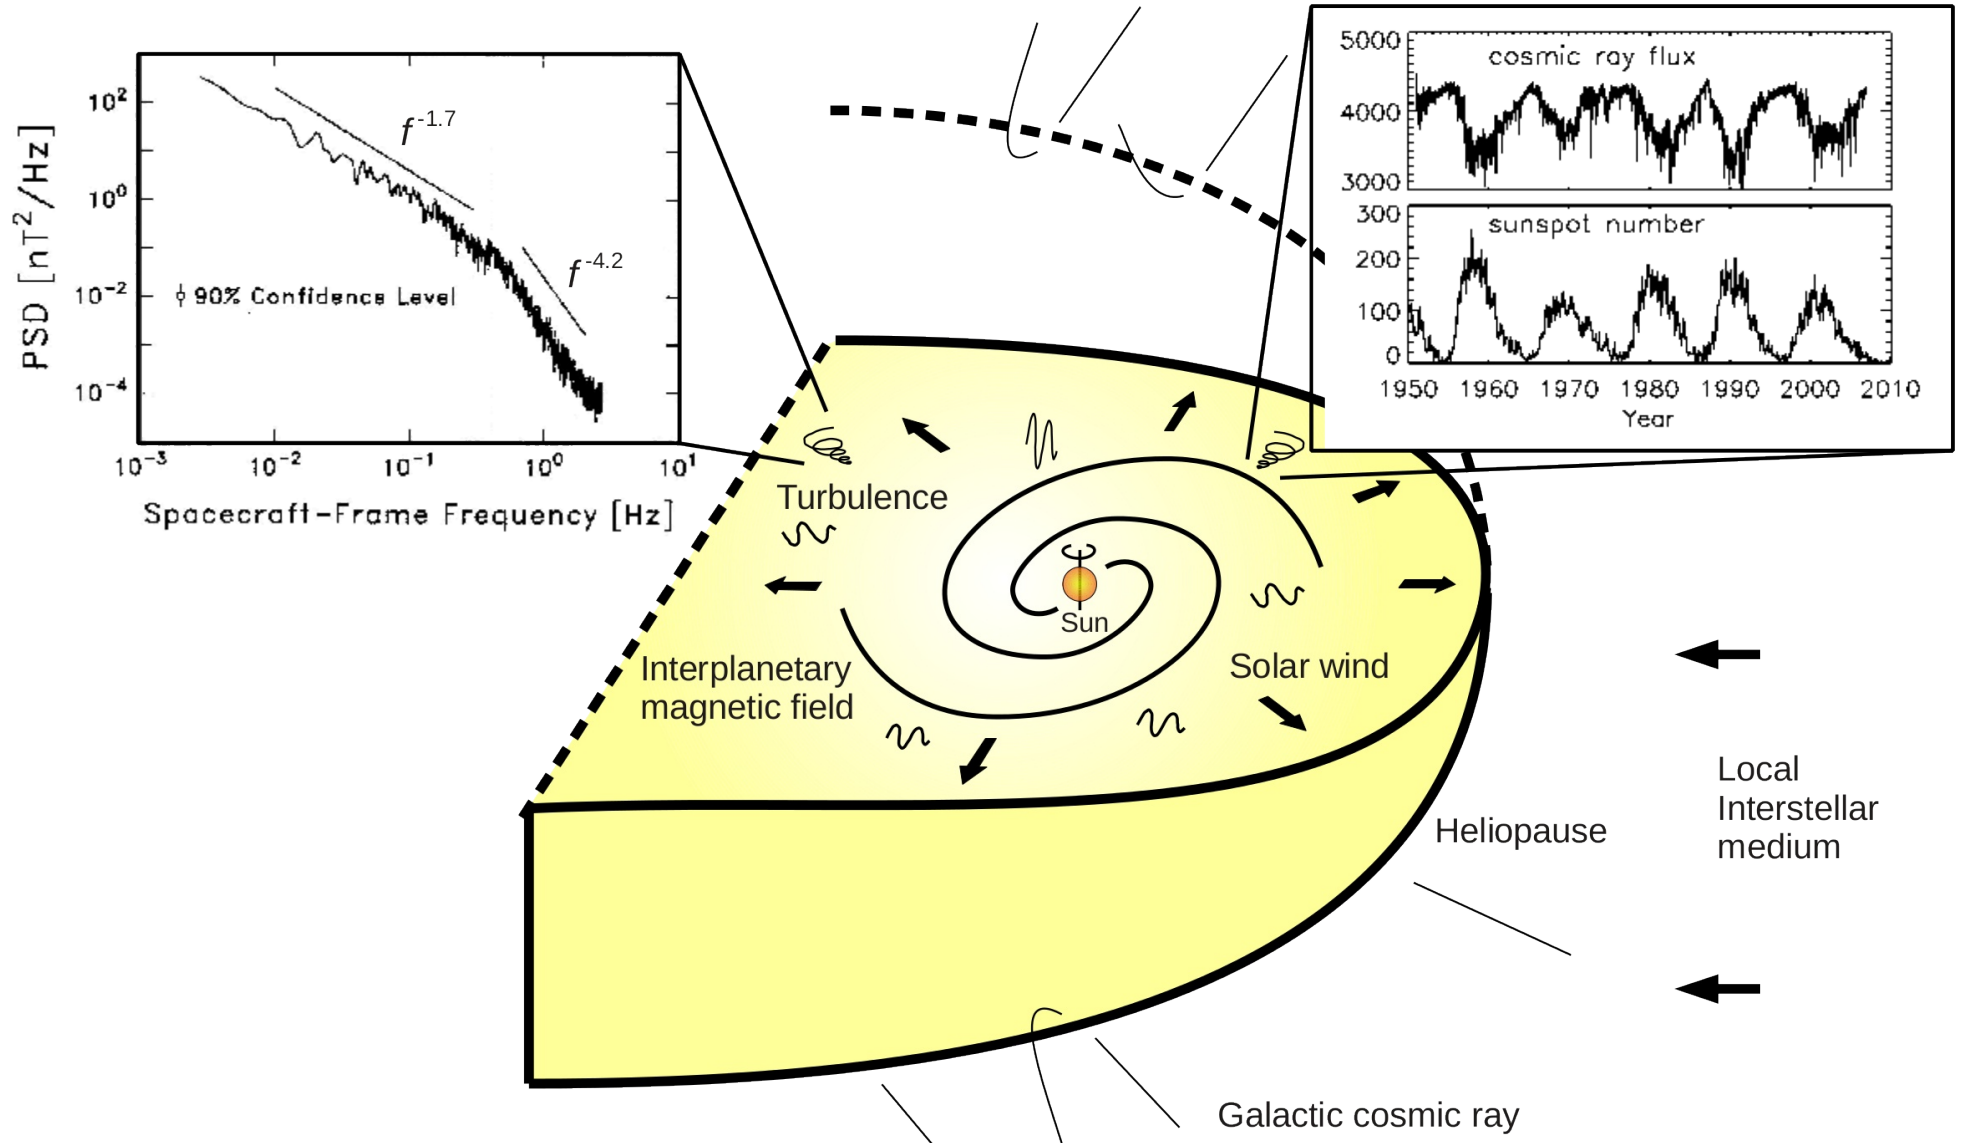 10²
10⁰
10⁻²
10⁻⁴
PSD [nT²/Hz]
f -1.7
f -4.2
90% Confidence Level
10⁻³ 10⁻² 10⁻¹ 10⁰ 10¹
Spacecraft-Frame Frequency [Hz]
5000
4000
3000
cosmic ray flux
300
200
100
0
sunspot number
1950 1960 1970 1980 1990 2000 2010
Year
Turbulence
Sun
Interplanetary
magnetic field
Solar wind
Heliopause
Local
Interstellar
medium
Galactic cosmic ray